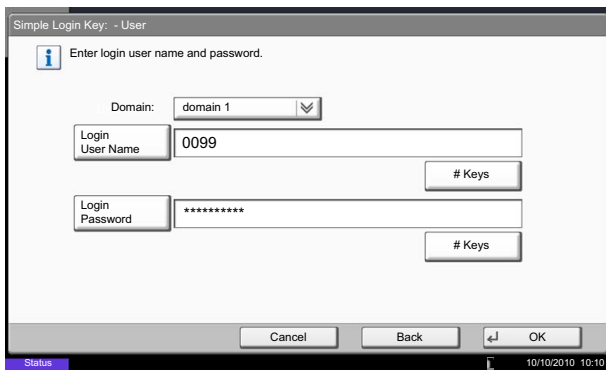 Simple Login Key: - User
Enter login user name and password.
Domain: domain 1
Login
User Name
0099
# Keys
Login
Password
**********
# Keys
Cancel Back OK
Status 10/10/2010 10:10